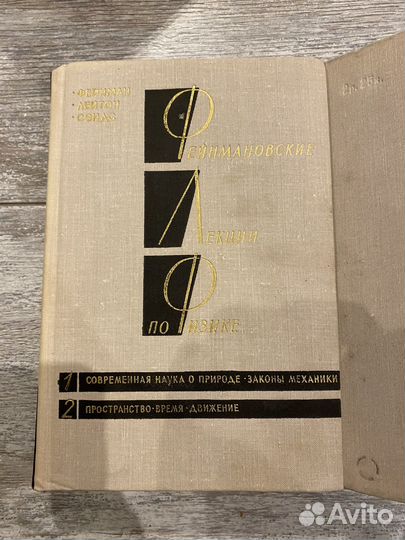 · ФЕЙНМАН
· ЛЕЙТОН
· СЭНДС
ФЕЙНМАНОВСКИЕ
ЛЕКЦИИ
ПО ФИЗИКЕ
1 СОВРЕМЕННАЯ НАУКА О ПРИРОДЕ · ЗАКОНЫ МЕХАНИКИ
2 ПРОСТРАНСТВО · ВРЕМЯ · ДВИЖЕНИЕ
Avito